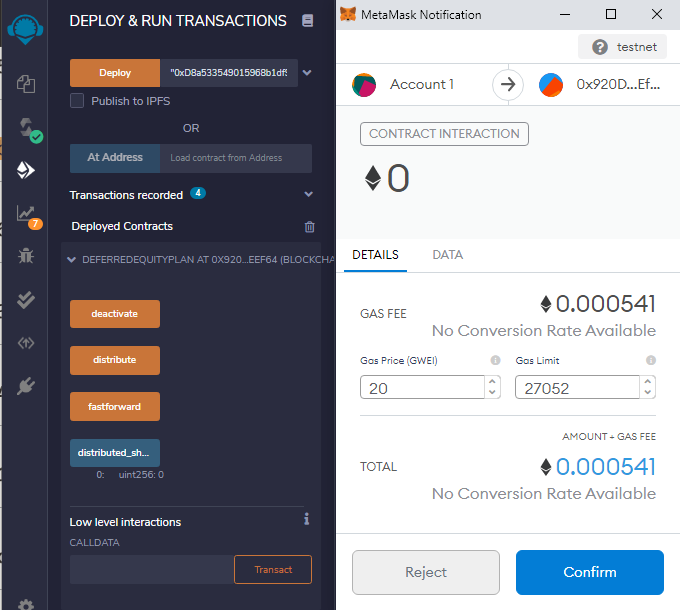 DEPLOY & RUN TRANSACTIONS
Deploy
"0xD8a533549015968b1df
Publish to IPFS
OR
At Address
Load contract from Address
Transactions recorded
4
Deployed Contracts
7
DEFERREDEQUITYPLAN AT 0X920...EEF64 (BLOCKCHA
deactivate
distribute
fastforward
distributed_sh...
0: uint256: 0
Low level interactions
i
CALLDATA
Transact
MetaMask Notification
? testnet
Account 1
0x920D...Ef...
CONTRACT INTERACTION
0
DETAILS
DATA
GAS FEE
0.000541
No Conversion Rate Available
Gas Price (GWEI)
i
Gas Limit
i
20
27052
AMOUNT + GAS FEE
TOTAL
0.000541
No Conversion Rate Available
Reject
Confirm